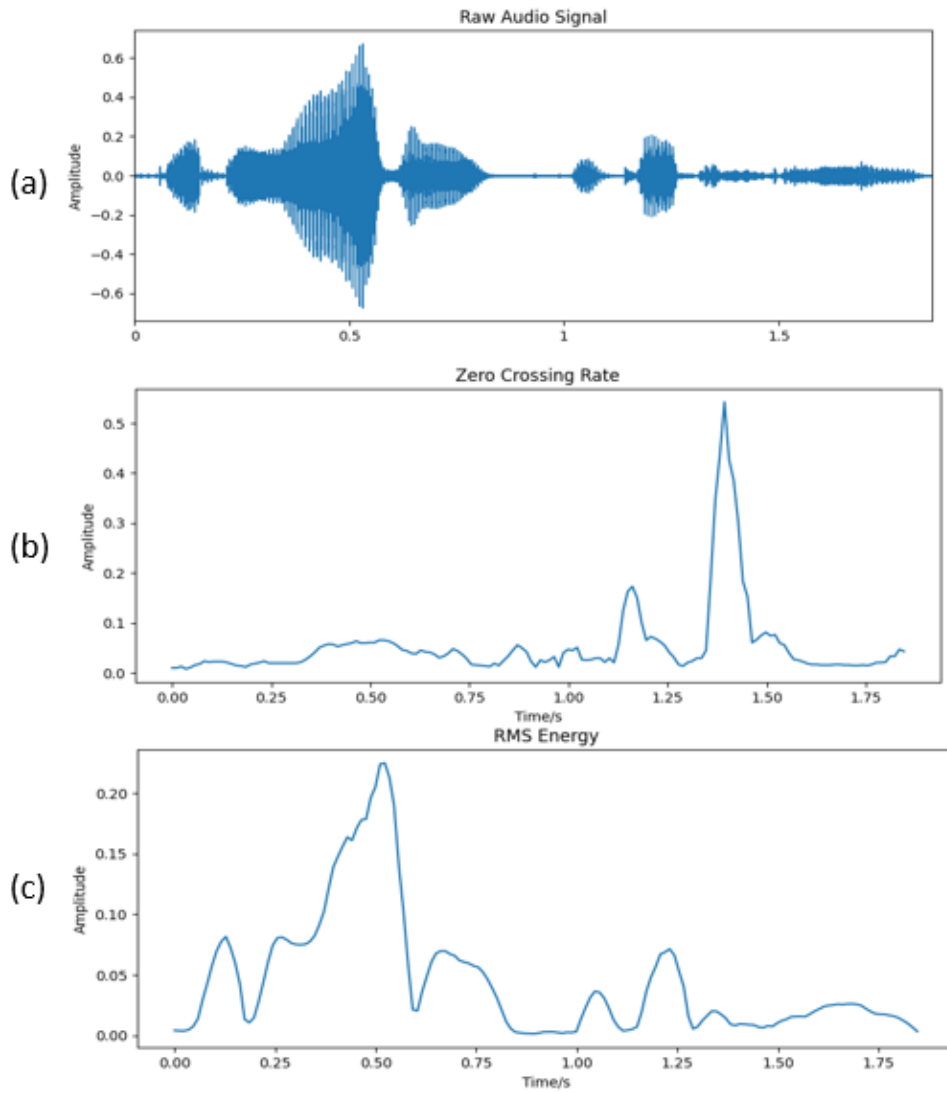 Raw Audio Signal
(a)
Amplitude
0.6
0.4
0.2
0.0
−0.2
−0.4
−0.6
0 0.5 1 1.5
Zero Crossing Rate
(b)
Amplitude
0.5
0.4
0.3
0.2
0.1
0.0
0.00 0.25 0.50 0.75 1.00 1.25 1.50 1.75
Time/s
RMS Energy
(c)
Amplitude
0.20
0.15
0.10
0.05
0.00
0.00 0.25 0.50 0.75 1.00 1.25 1.50 1.75
Time/s